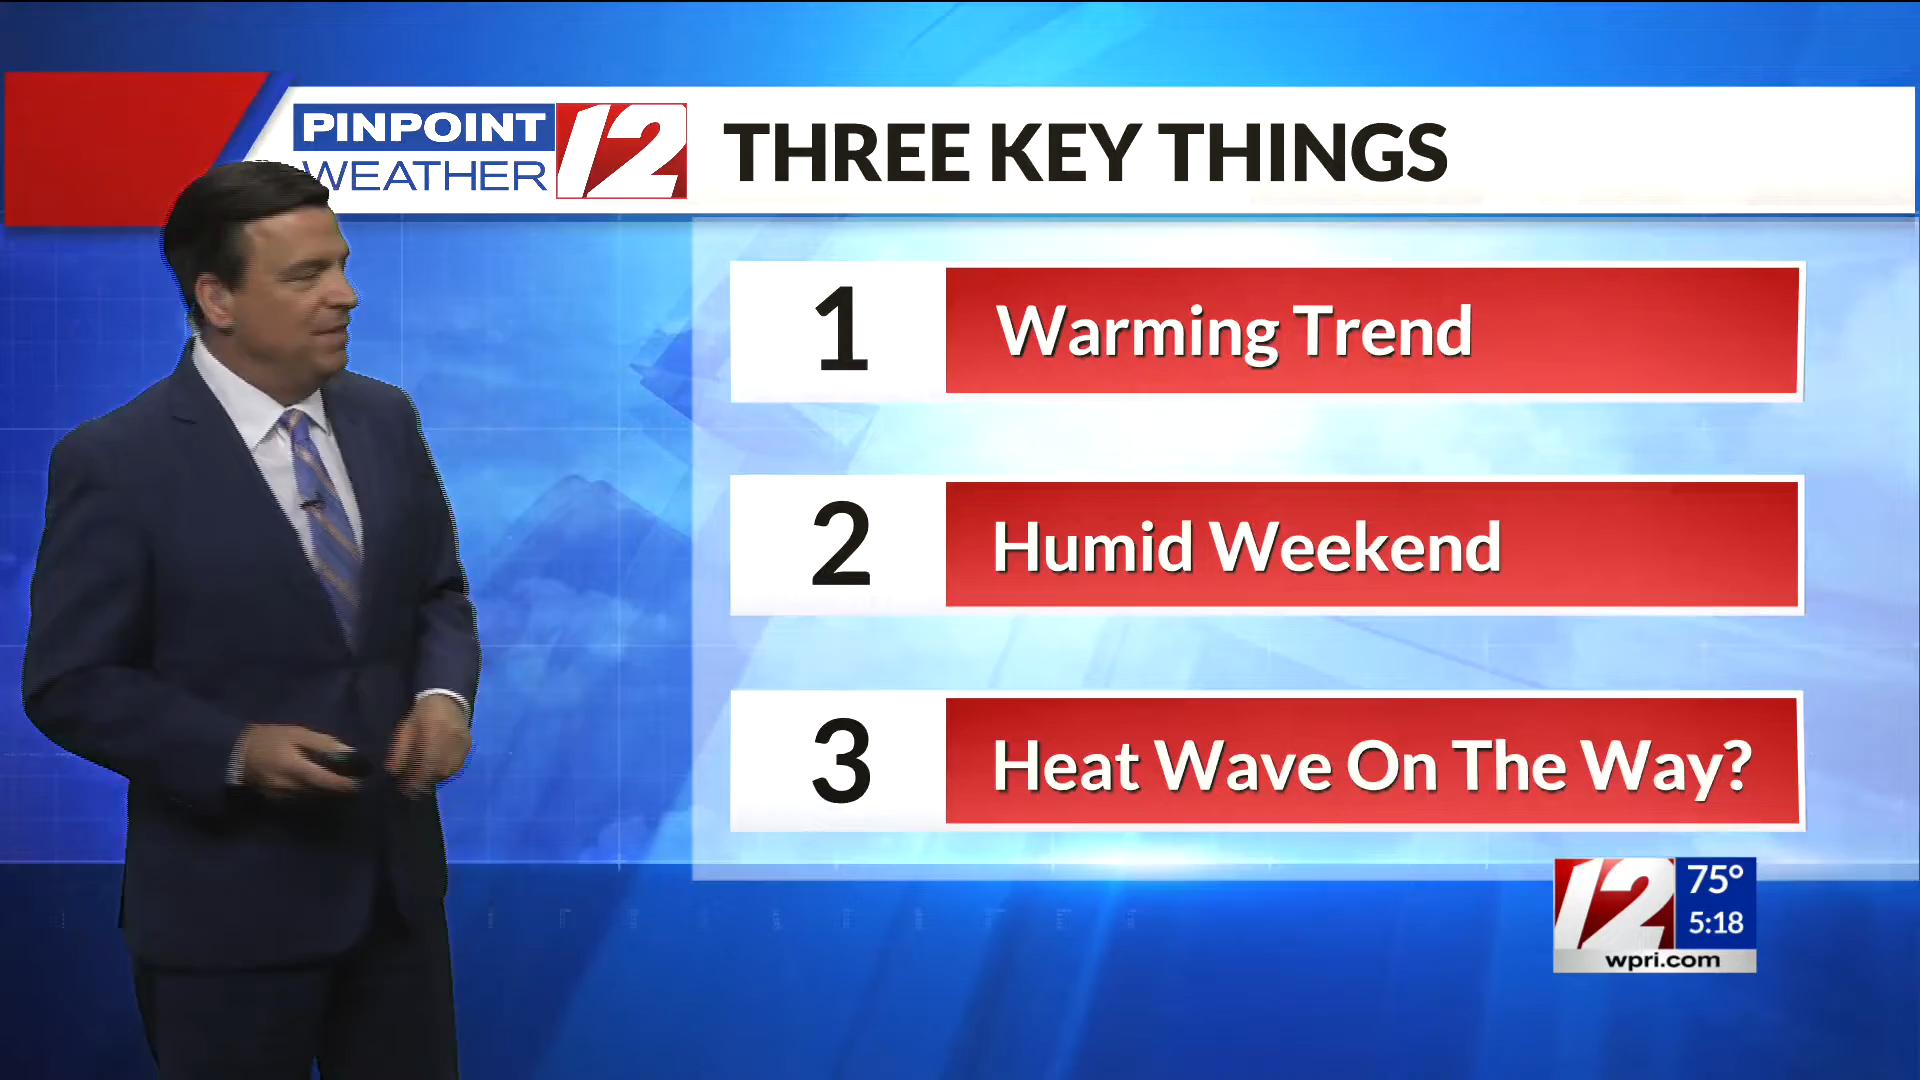 PINPOINT
WEATHER
12
THREE KEY THINGS
1
Warming Trend
2
Humid Weekend
3
Heat Wave On The Way?
12
75°
5:18
wpri.com